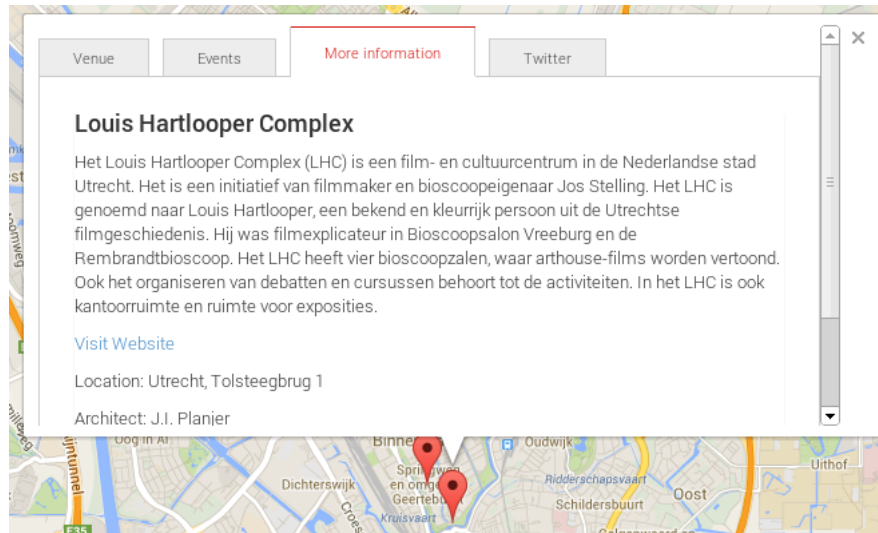 Venue
Events
More information
Twitter
Louis Hartlooper Complex
Het Louis Hartlooper Complex (LHC) is een film- en cultuurcentrum in de Nederlandse stad
Utrecht. Het is een initiatief van filmmaker en bioscoopeigenaar Jos Stelling. Het LHC is
genoemd naar Louis Hartlooper, een bekend en kleurrijk persoon uit de Utrechtse
filmgeschiedenis. Hij was filmexplicateur in Bioscoopsalon Vreeburg en de
Rembrandtbioscoop. Het LHC heeft vier bioscoopzalen, waar arthouse-films worden vertoond.
Ook het organiseren van debatten en cursussen behoort tot de activiteiten. In het LHC is ook
kantoorruimte en ruimte voor exposities.
Visit Website
Location: Utrecht, Tolsteegbrug 1
Architect: J.I. Planjer
Oog in Al
Binne
Oudwijk
Uithof
Dichterswijk
Ridderschapsvaart
Oost
Schildersbuurt
Kruisvaart
E35